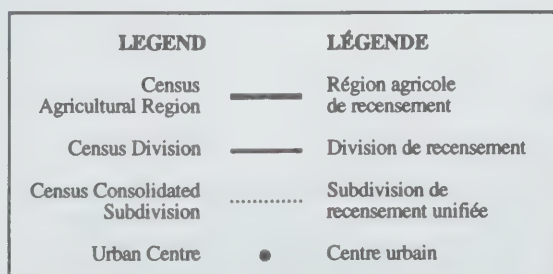 LEGEND LÉGENDE
Census Région agricole
Agricultural Region de recensement
Census Division Division de recensement
Census Consolidated Subdivision de
Subdivision recensement unifiée
Urban Centre Centre urbain